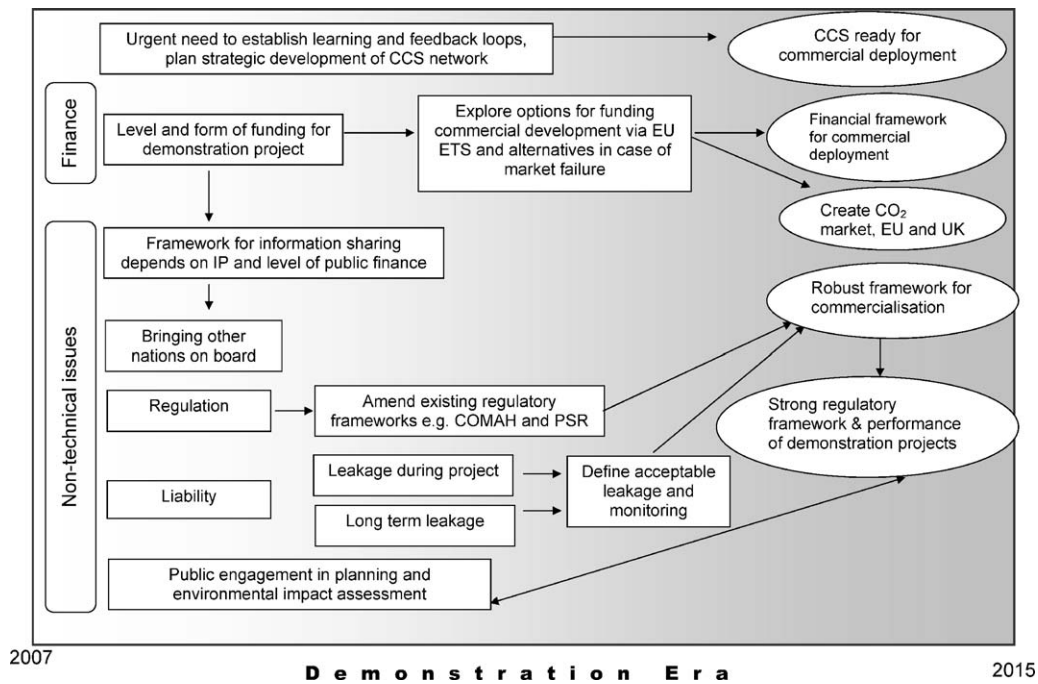 Urgent need to establish learning and feedback loops,
plan strategic development of CCS network
CCS ready for
commercial deployment
Finance
Level and form of funding for
demonstration project
Explore options for funding
commercial development via EU
ETS and alternatives in case of
market failure
Financial framework
for commercial
deployment
Create CO₂
market, EU and UK
Non-technical issues
Framework for information sharing
depends on IP and level of public finance
Robust framework for
commercialisation
Bringing other
nations on board
Regulation
Amend existing regulatory
frameworks e.g. COMAH and PSR
Strong regulatory
framework & performance
of demonstration projects
Liability
Leakage during project
Long term leakage
Define acceptable
leakage and
monitoring
Public engagement in planning and
environmental impact assessment
2007
Demonstration Era
2015